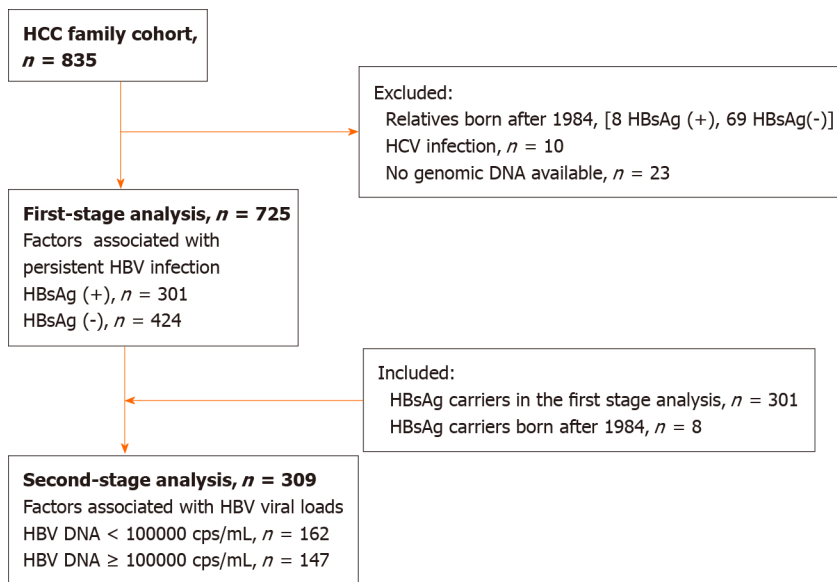 HCC family cohort,
n = 835
Excluded:
Relatives born after 1984, [8 HBsAg (+), 69 HBsAg(-)]
HCV infection, n = 10
No genomic DNA available, n = 23
First-stage analysis, n = 725
Factors associated with
persistent HBV infection
HBsAg (+), n = 301
HBsAg (-), n = 424
Included:
HBsAg carriers in the first stage analysis, n = 301
HBsAg carriers born after 1984, n = 8
Second-stage analysis, n = 309
Factors associated with HBV viral loads
HBV DNA < 100000 cps/mL, n = 162
HBV DNA ≥ 100000 cps/mL, n = 147